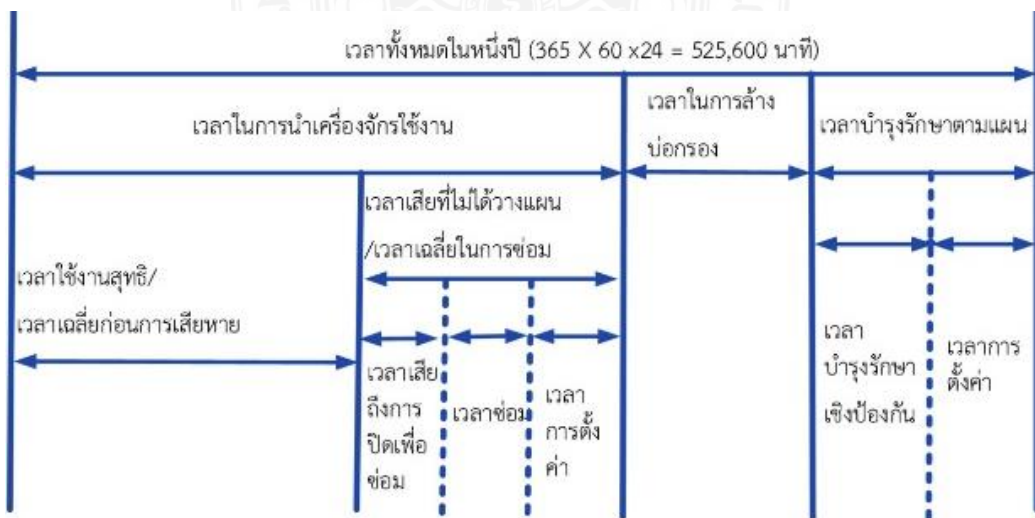 เวลาทั้งหมดในหนึ่งปี (365 X 60 x24 = 525,600 นาที)
เวลาในการนำเครื่องจักรใช้งาน
เวลาในการล้าง
บ่อกรอง
เวลาบำรุงรักษาตามแผน
เวลาเสียที่ไม่ได้วางแผน
/เวลาเฉลี่ยในการซ่อม
เวลาใช้งานสุทธิ/
เวลาเฉลี่ยก่อนการเสียหาย
เวลาเสีย
ถึงการ
ปิดเพื่อ
ซ่อม
เวลาซ่อม
เวลา
การตั้ง
ค่า
เวลา
บำรุงรักษา
เชิงป้องกัน
เวลาการ
ตั้งค่า